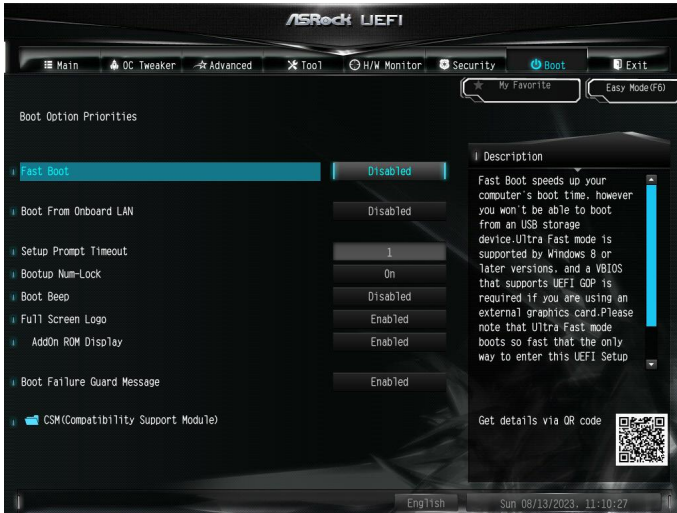 ASRock UEFI
Main OC Tweaker Advanced Tool H/W Monitor Security Boot Exit
My Favorite Easy Mode(F6)
Boot Option Priorities
Fast Boot Disabled
Boot From Onboard LAN Disabled
Setup Prompt Timeout 1
Bootup Num-Lock On
Boot Beep Disabled
Full Screen Logo Enabled
AddOn ROM Display Enabled
Boot Failure Guard Message Enabled
CSM(Compatibility Support Module)
Description
Fast Boot speeds up your
computer's boot time, however
you won't be able to boot
from an USB storage
device.Ultra Fast mode is
supported by Windows 8 or
later versions, and a VBIOS
that supports UEFI GOP is
required if you are using an
external graphics card.Please
note that Ultra Fast mode
boots so fast that the only
way to enter this UEFI Setup
Get details via QR code
English Sun 08/13/2023, 11:10:27